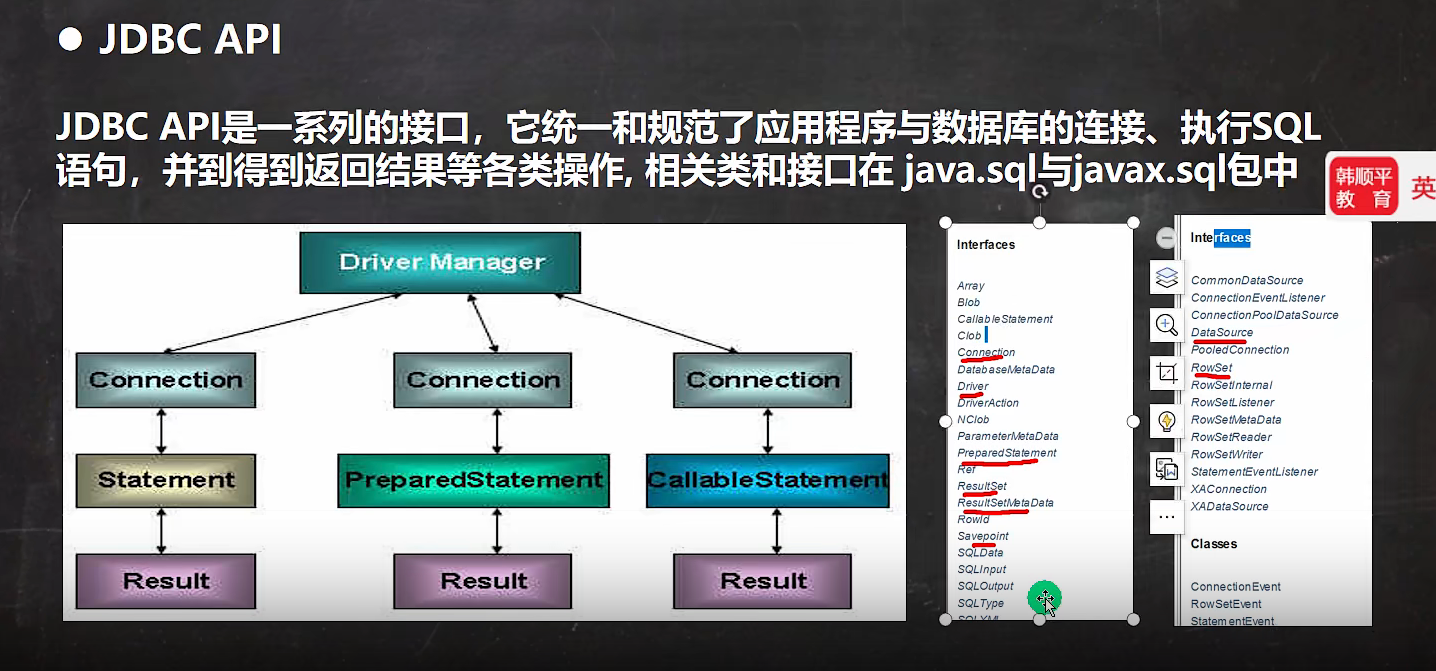 ● JDBC API
JDBC API是一系列的接口，它统一和规范了应用程序与数据库的连接、执行SQL
语句，并到得到返回结果等各类操作, 相关类和接口在 java.sql与javax.sql包中
韩顺平
教 育
英
Driver Manager
Connection
Connection
Connection
Statement
PreparedStatement
CallableStatement
Result
Result
Result
Interfaces
Array
Blob
CallableStatement
Clob
Connection
DatabaseMetaData
Driver
DriverAction
NClob
ParameterMetaData
PreparedStatement
Ref
ResultSet
ResultSetMetaData
RowId
Savepoint
SQLData
SQLInput
SQLOutput
SQLType
SQLXML
Interfaces
CommonDataSource
ConnectionEventListener
ConnectionPoolDataSource
DataSource
PooledConnection
RowSet
RowSetInternal
RowSetListener
RowSetMetaData
RowSetReader
RowSetWriter
StatementEventListener
XAConnection
XADataSource
Classes
ConnectionEvent
RowSetEvent
StatementEvent